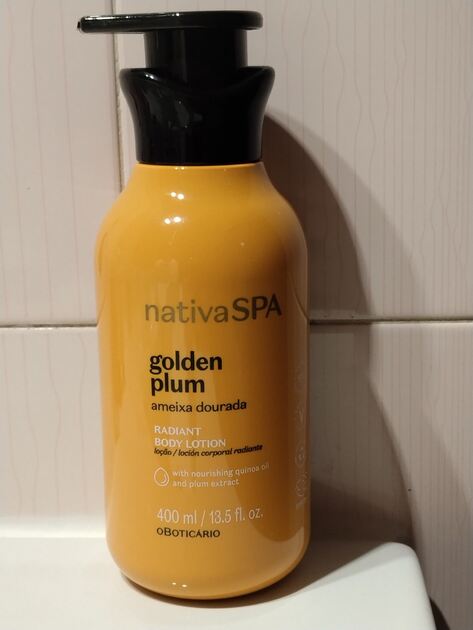 nativaSPA
golden
plum
ameixa dourada
RADIANT
BODY LOTION
loção / loción corporal radiante
with nourishing quinoa oil
and plum extract
400 ml / 13.5 fl. oz.
oBOTICÁRIO